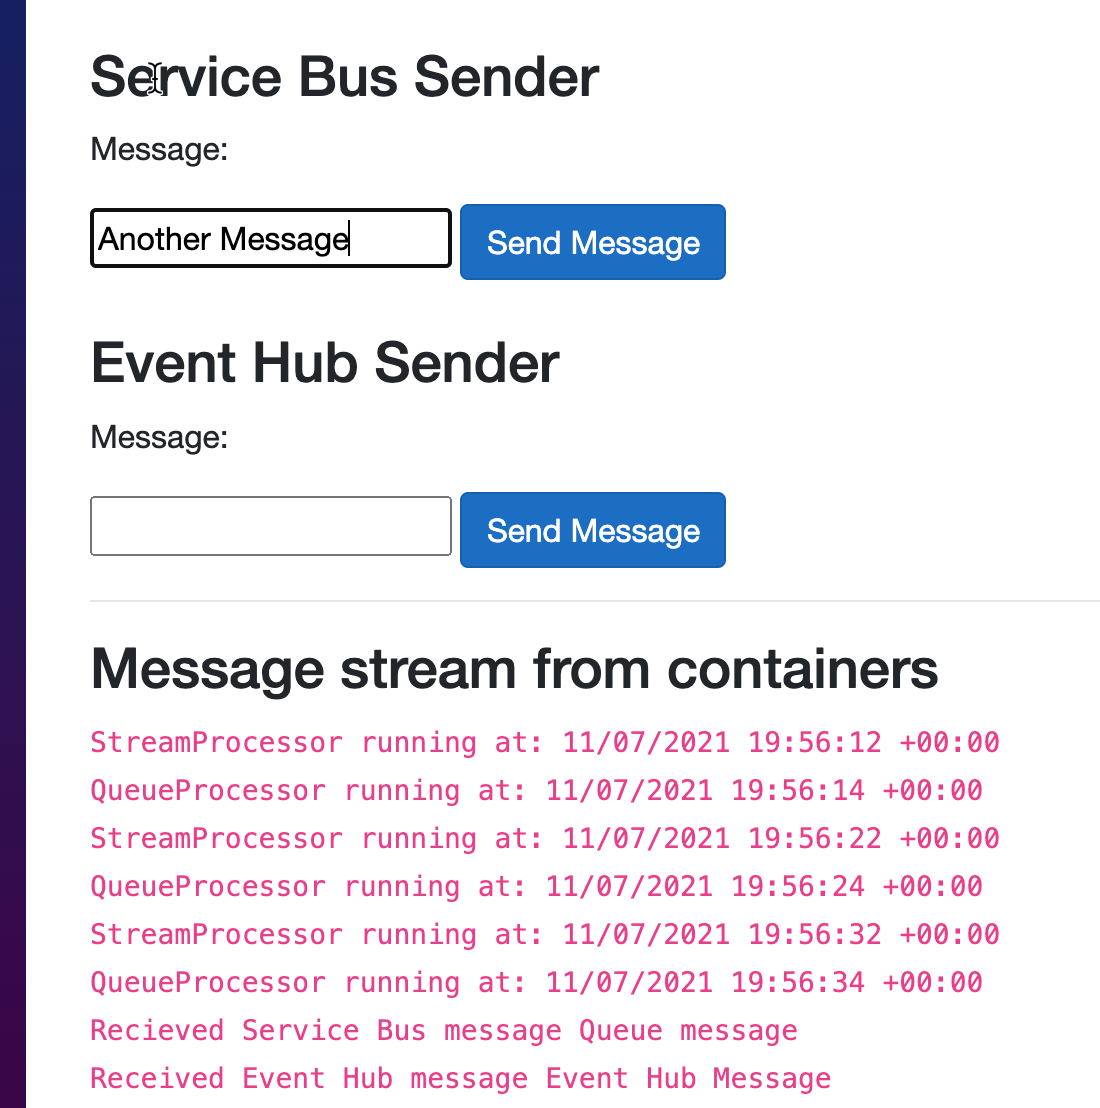 Service Bus Sender
Message:
Another Message Send Message
Event Hub Sender
Message:
Send Message
Message stream from containers
StreamProcessor running at: 11/07/2021 19:56:12 +00:00
QueueProcessor running at: 11/07/2021 19:56:14 +00:00
StreamProcessor running at: 11/07/2021 19:56:22 +00:00
QueueProcessor running at: 11/07/2021 19:56:24 +00:00
StreamProcessor running at: 11/07/2021 19:56:32 +00:00
QueueProcessor running at: 11/07/2021 19:56:34 +00:00
Recieved Service Bus message Queue message
Received Event Hub message Event Hub Message